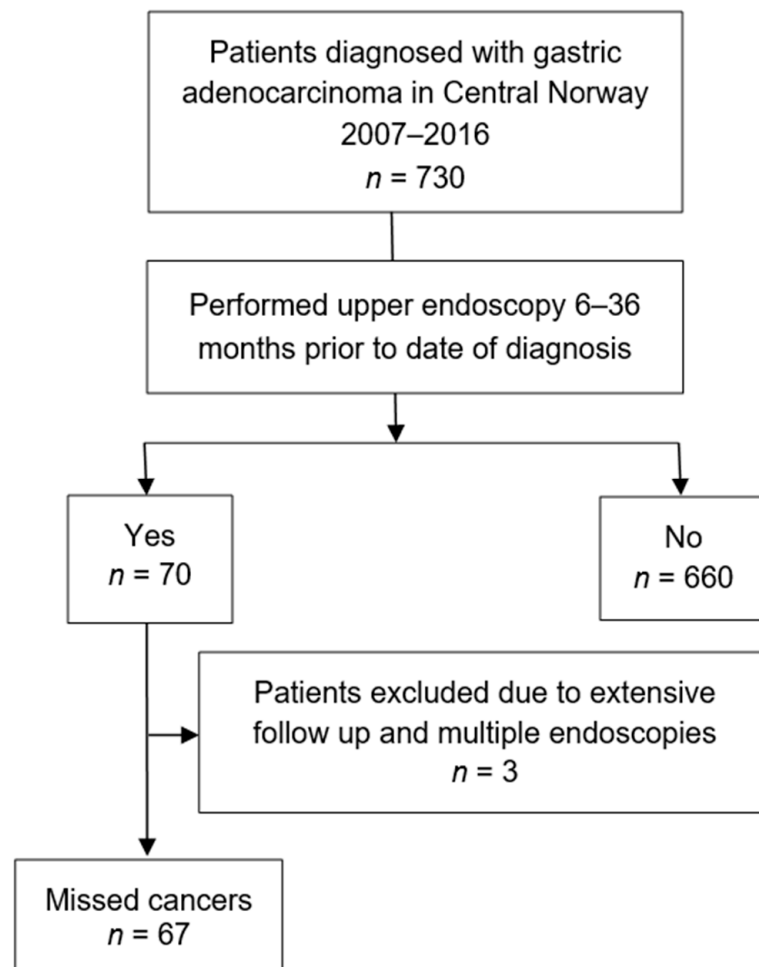 Patients diagnosed with gastric
adenocarcinoma in Central Norway
2007–2016
n = 730
Performed upper endoscopy 6–36
months prior to date of diagnosis
Yes
n = 70
No
n = 660
Patients excluded due to extensive
follow up and multiple endoscopies
n = 3
Missed cancers
n = 67